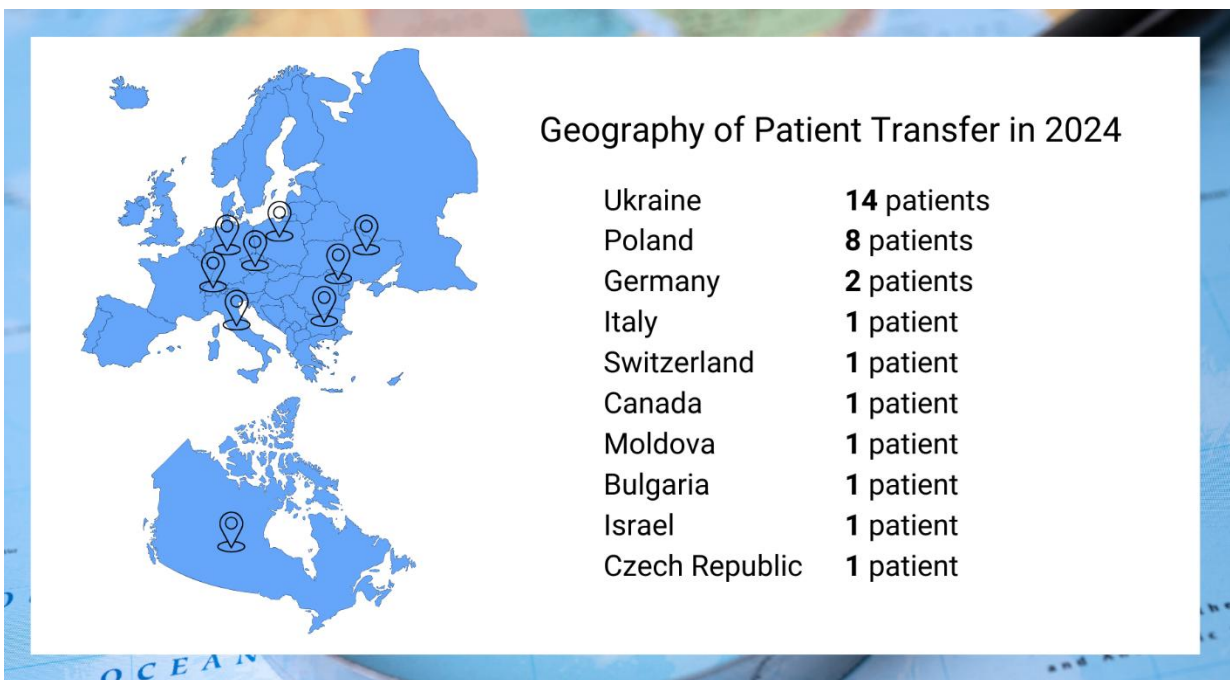 Geography of Patient Transfer in 2024
Ukraine 14 patients
Poland 8 patients
Germany 2 patients
Italy 1 patient
Switzerland 1 patient
Canada 1 patient
Moldova 1 patient
Bulgaria 1 patient
Israel 1 patient
Czech Republic 1 patient
OCEAN
and